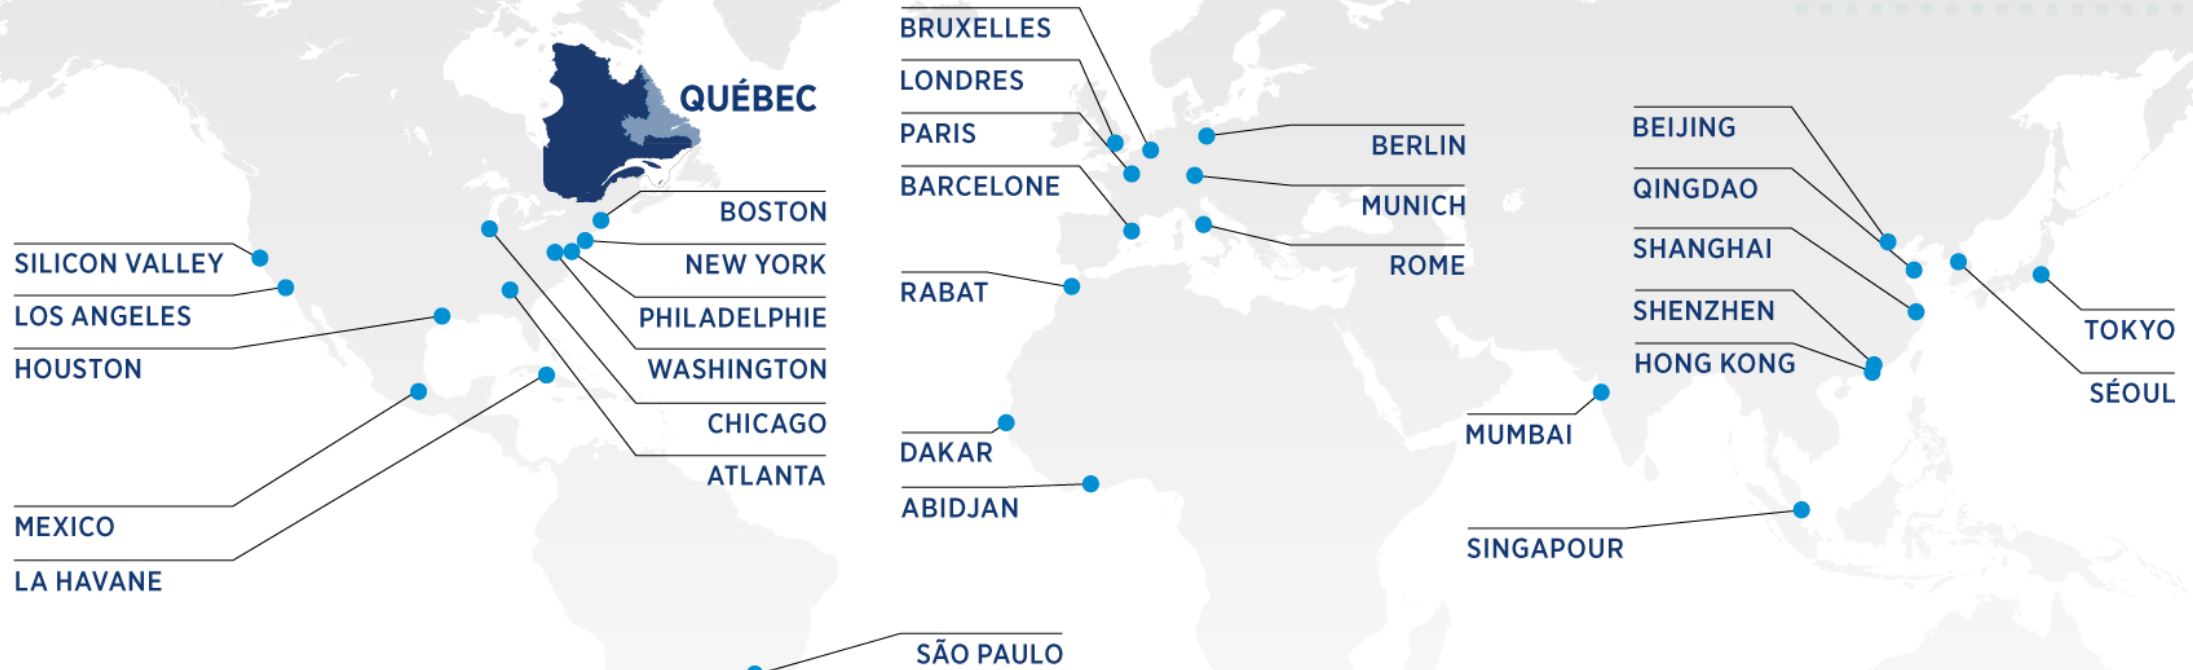 QUÉBEC
BOSTON
NEW YORK
PHILADELPHIE
WASHINGTON
CHICAGO
ATLANTA
SILICON VALLEY
LOS ANGELES
HOUSTON
MEXICO
LA HAVANE
SÃO PAULO
BRUXELLES
LONDRES
PARIS
BARCELONE
RABAT
DAKAR
ABIDJAN
BERLIN
MUNICH
ROME
BEIJING
QINGDAO
SHANGHAI
SHENZHEN
HONG KONG
MUMBAI
SINGAPOUR
TOKYO
SÉOUL